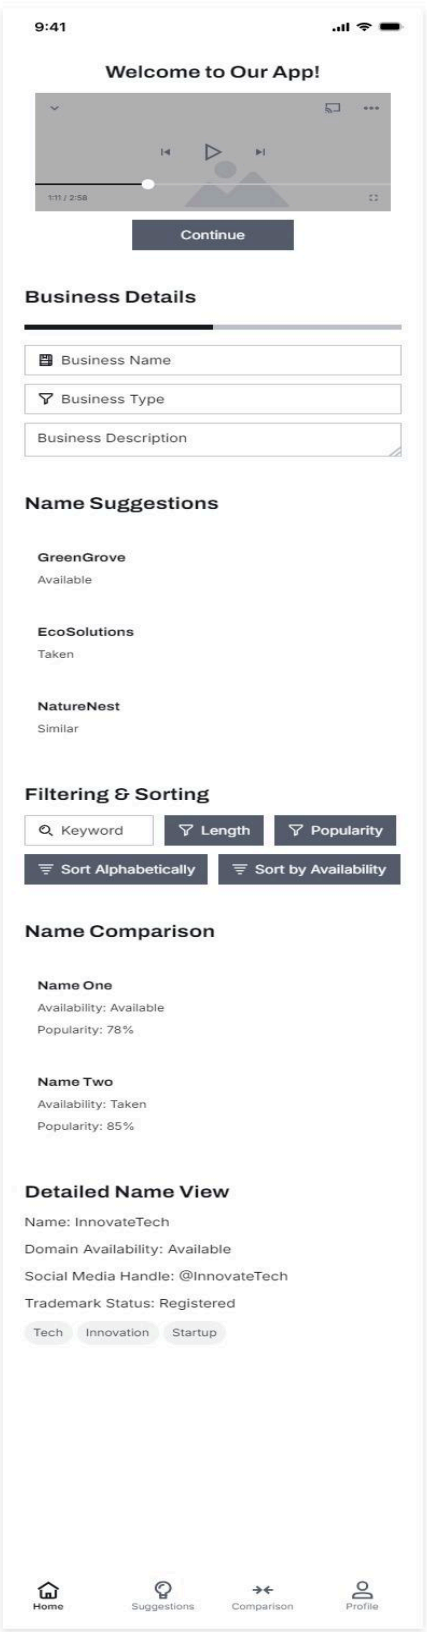 9:41
Welcome to Our App!
1:11 / 2:58
Continue
Business Details
Business Name
Business Type
Business Description
Name Suggestions
GreenGrove
Available
EcoSolutions
Taken
NatureNest
Similar
Filtering & Sorting
Keyword Length Popularity
Sort Alphabetically Sort by Availability
Name Comparison
Name One
Availability: Available
Popularity: 78%
Name Two
Availability: Taken
Popularity: 85%
Detailed Name View
Name: InnovateTech
Domain Availability: Available
Social Media Handle: @InnovateTech
Trademark Status: Registered
Tech Innovation Startup
Home Suggestions Comparison Profile